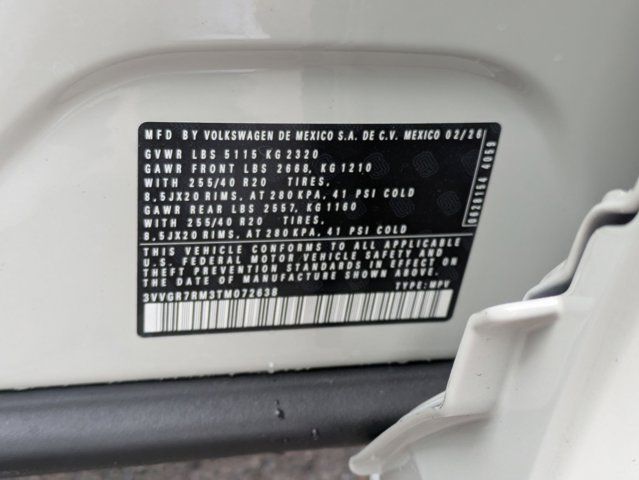 MFD BY VOLKSWAGEN DE MEXICO S.A. DE C.V. MEXICO 02/26
GVWR LBS 5115 KG 2320
GAWR FRONT LBS 2668, KG 1210
WITH 255/40 R20 TIRES,
8,5JX20 RIMS, AT 280 KPA, 41 PSI COLD
GAWR REAR LBS 2557, KG 1160
WITH 255/40 R20 TIRES,
8,5JX20 RIMS, AT 280 KPA, 41 PSI COLD
THIS VEHICLE CONFORMS TO ALL APPLICABLE
U.S. FEDERAL MOTOR VEHICLE SAFETY AND
THEFT PREVENTION STANDARDS IN EFFECT ON
THE DATE OF MANUFACTURE SHOWN ABOVE.
3VVGR7RM3TM072638 TYPE: MPV